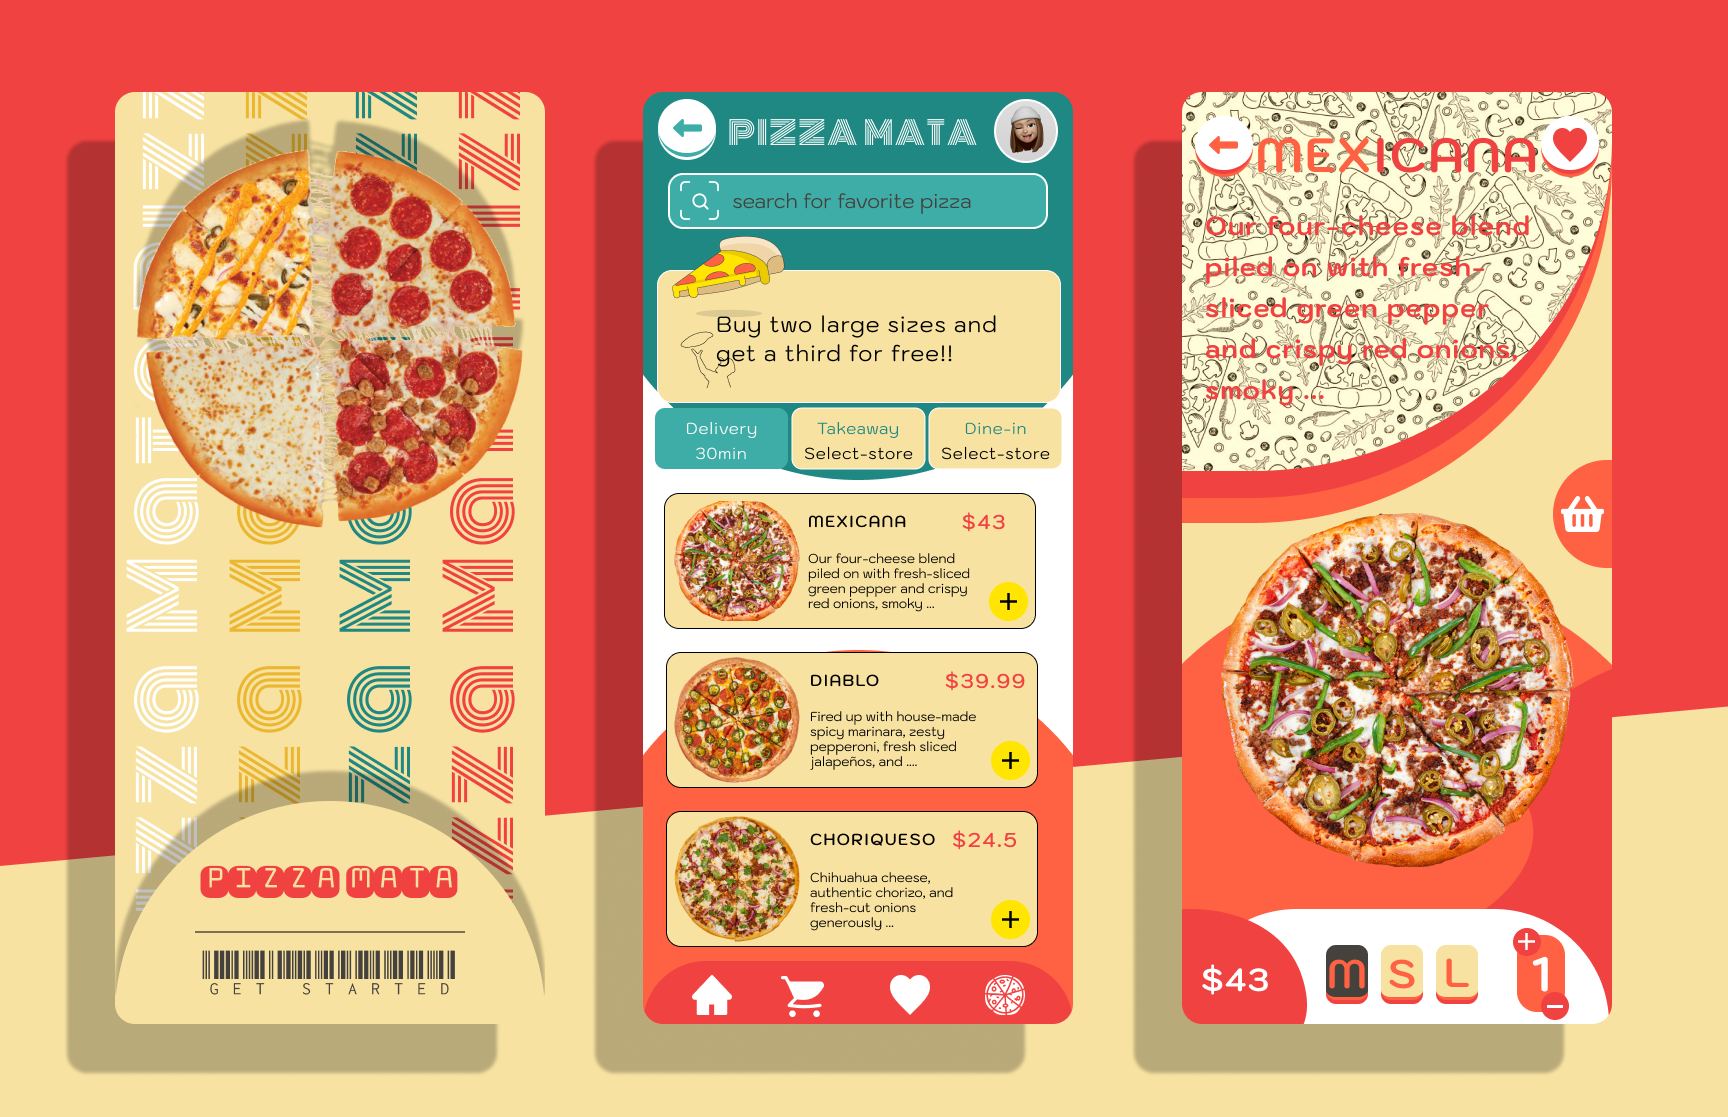 PIZZA MATA
GET STARTED
PIZZA MATA
search for favorite pizza
Buy two large sizes and
get a third for free!!
Delivery
30min
Takeaway
Select-store
Dine-in
Select-store
MEXICANA $43
Our four-cheese blend
piled on with fresh-sliced
green pepper and crispy
red onions, smoky ...
DIABLO $39.99
Fired up with house-made
spicy marinara, zesty
pepperoni, fresh sliced
jalapeños, and ....
CHORIQUESO $24.5
Chihuahua cheese,
authentic chorizo, and
fresh-cut onions
generously ...
MEXICANA
Our four-cheese blend
piled on with fresh-
sliced green pepper
and crispy red onions,
smoky ...
$43 M S L 1